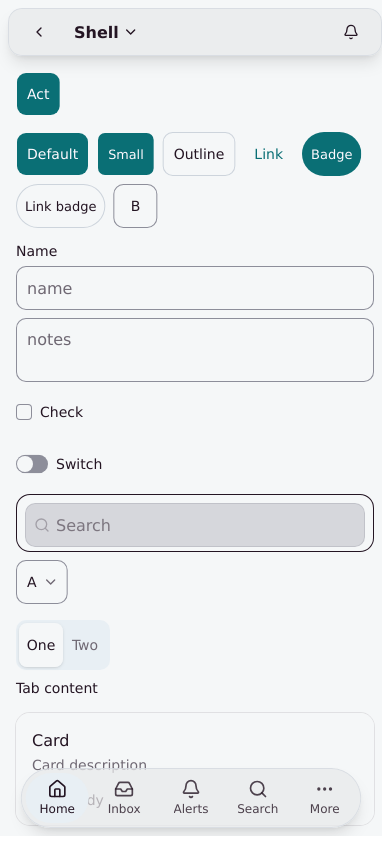 Shell
Act
Default Small Outline Link Badge
Link badge B
Name
name
notes
Check
Switch
Search
A
One Two
Tab content
Card
Card description
dy
Home Inbox Alerts Search More